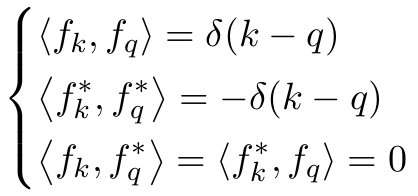 ⟨f_k, f_q⟩ = δ(k − q)
⟨f_k^*, f_q^*⟩ = −δ(k − q)
⟨f_k, f_q^*⟩ = ⟨f_k^*, f_q⟩ = 0